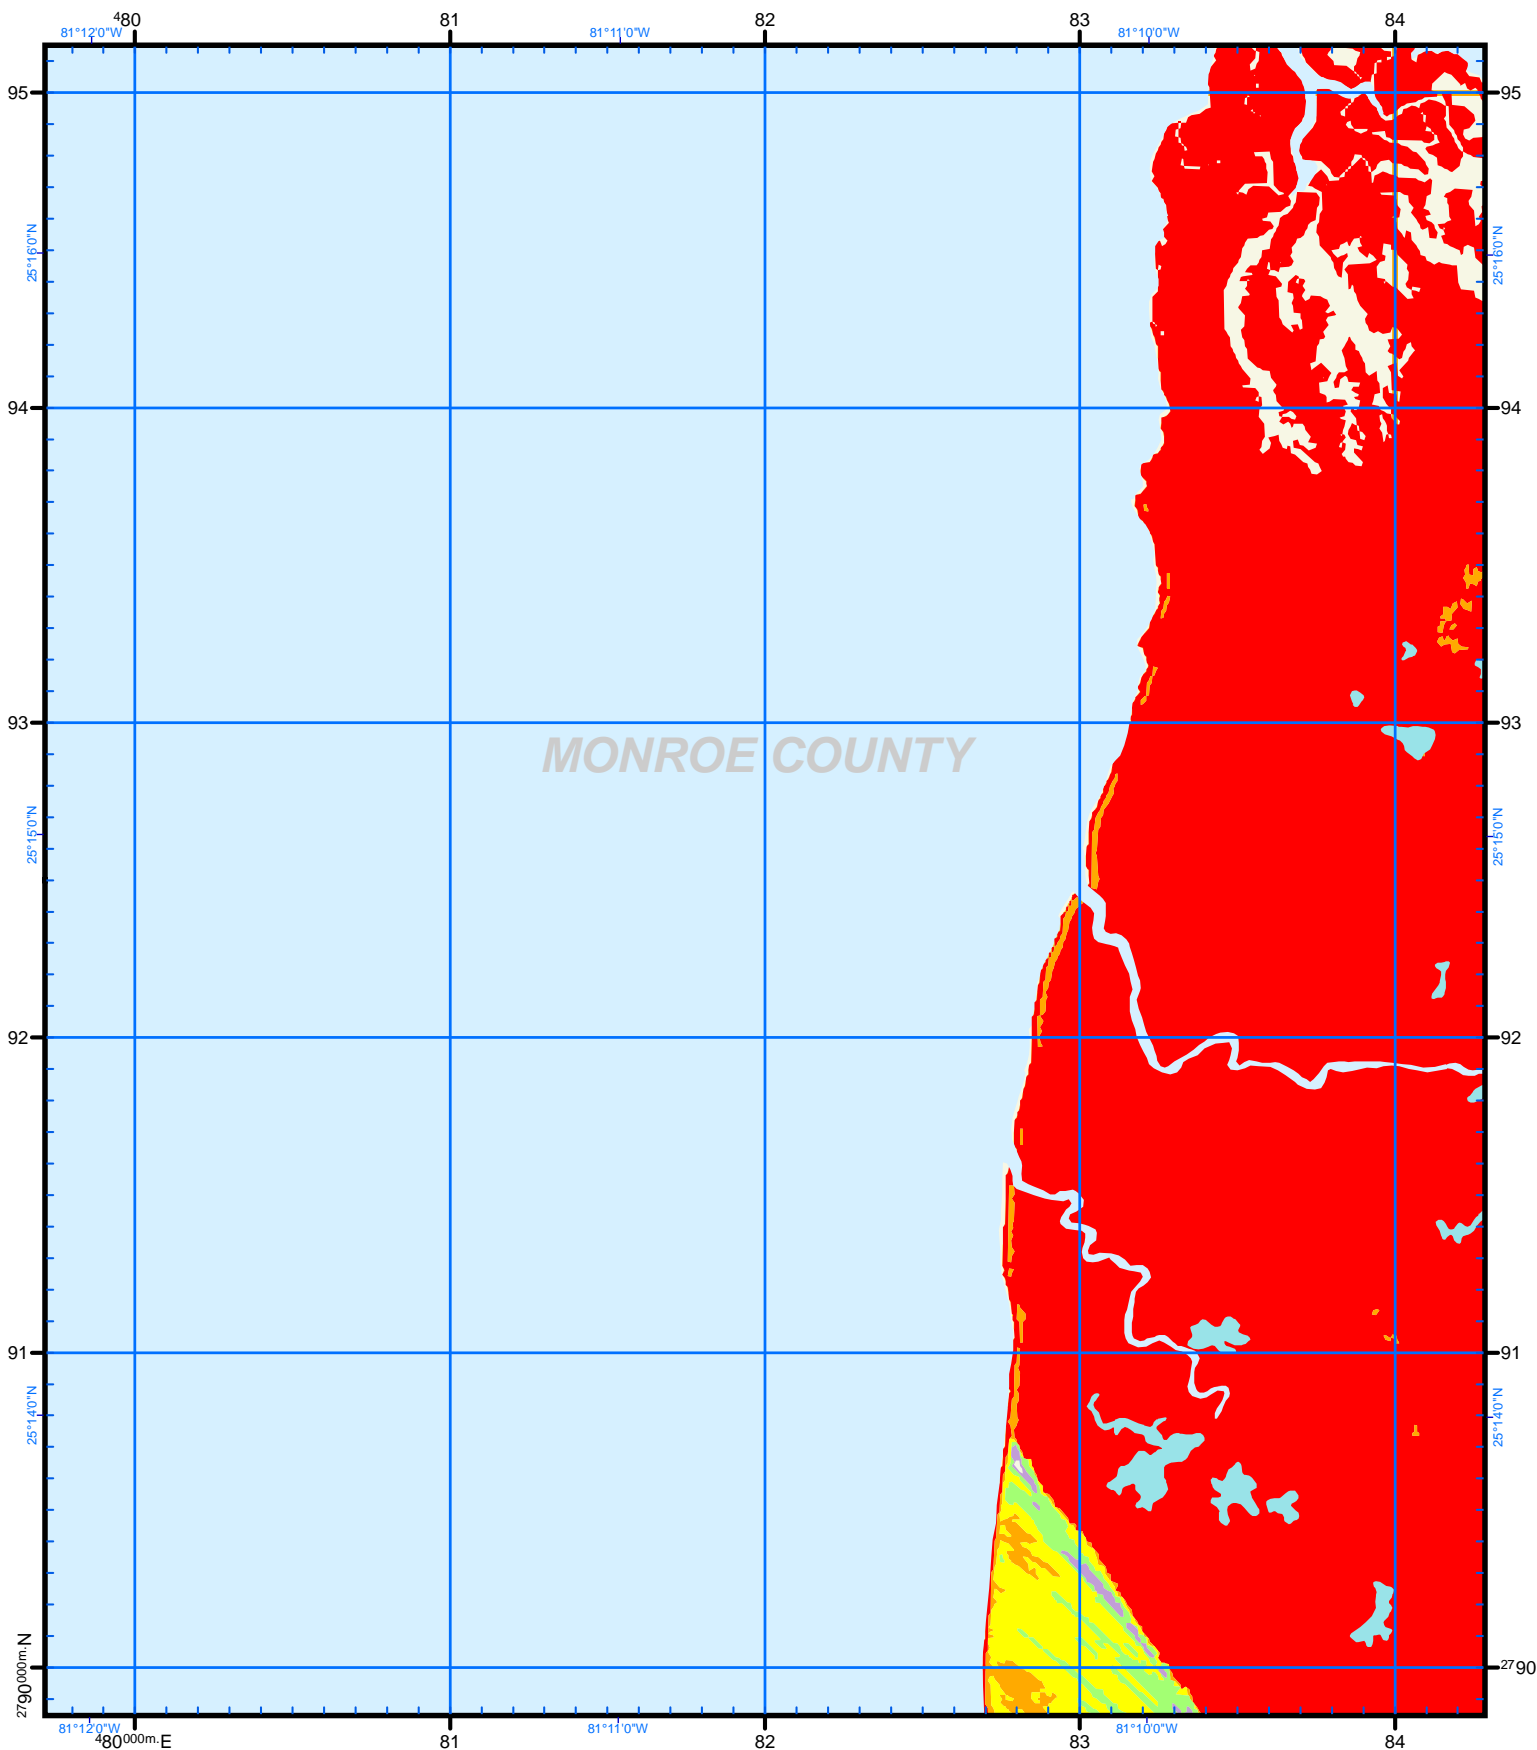 480 81 82 83 84
81°12'0"W 81°11'0"W 81°10'0"W
95 95
25°16'0"N 25°16'0"N
94 94
93 93
MONROE COUNTY
25°15'0"N 25°15'0"N
92 92
91 91
25°14'0"N 25°14'0"N
2790000m.N 2790
81°12'0"W 81°11'0"W 81°10'0"W
480000m.E 81 82 83 84